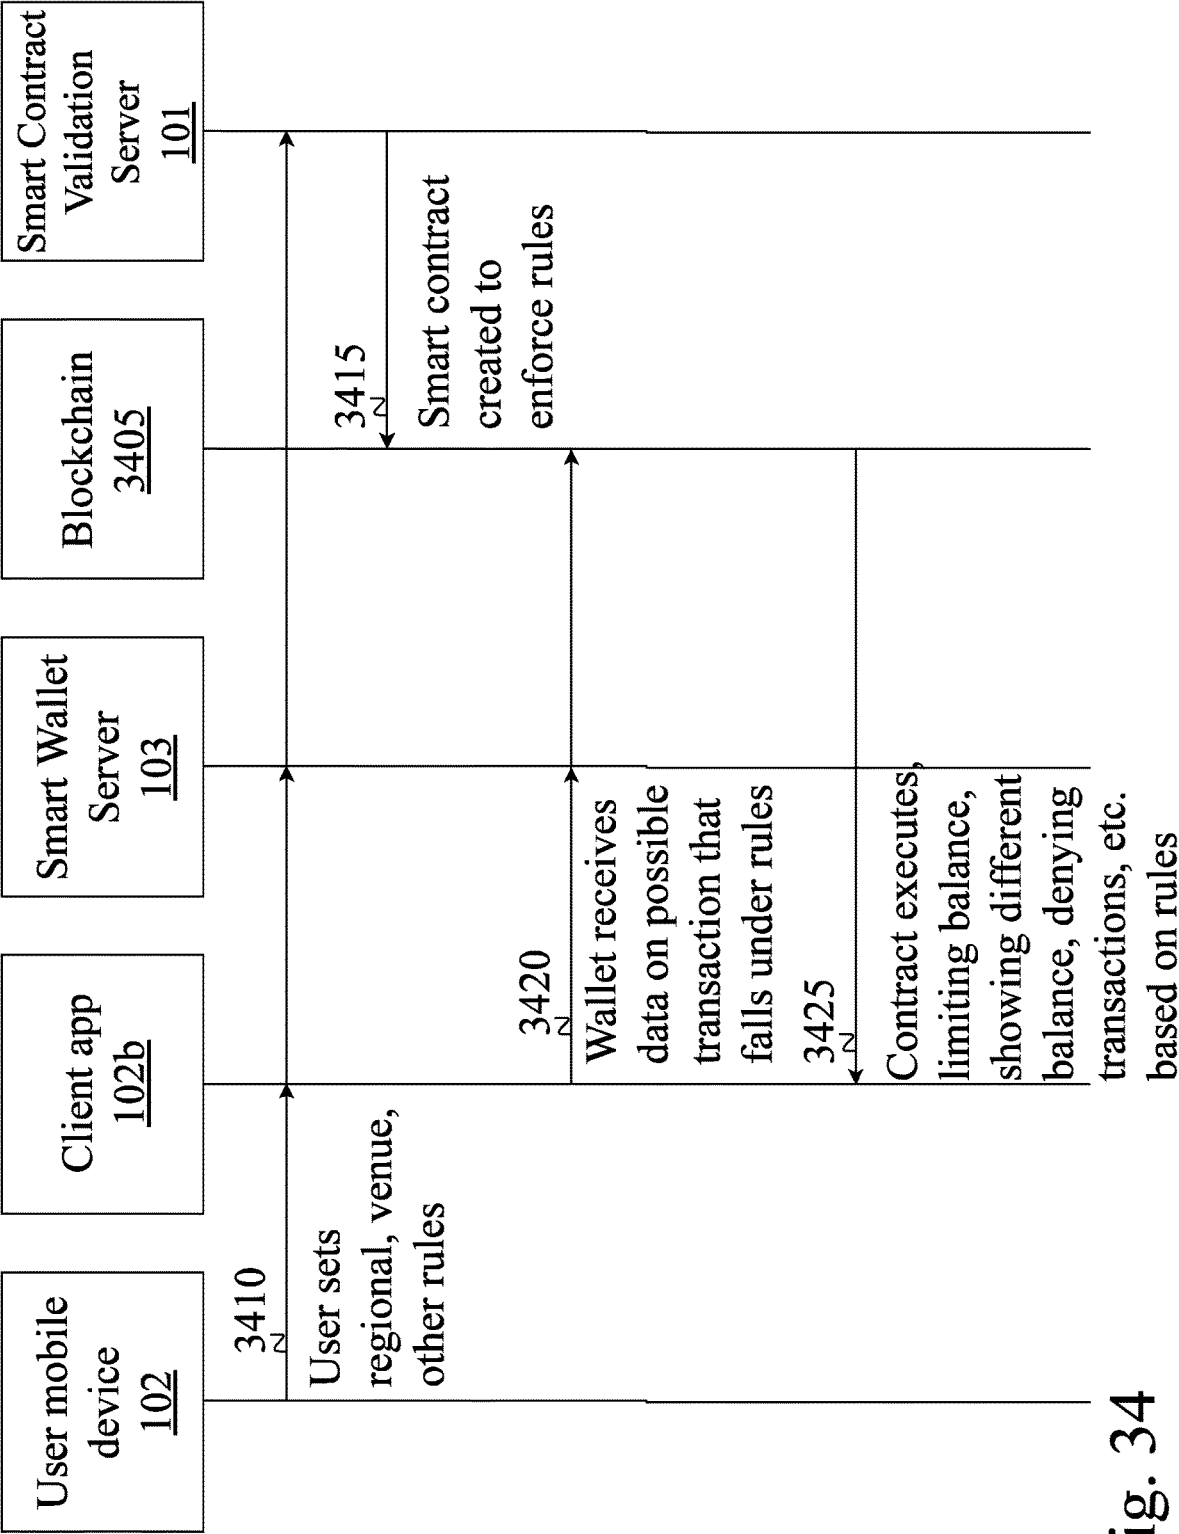 User mobile
device
102
Client app
102b
Smart Wallet
Server
103
Blockchain
3405
Smart Contract
Validation
Server
101
3410
User sets
regional, venue,
other rules
3415
Smart contract
created to
enforce rules
3420
Wallet receives
data on possible
transaction that
falls under rules
3425
Contract executes,
limiting balance,
showing different
balance, denying
transactions, etc.
based on rules
ig. 34